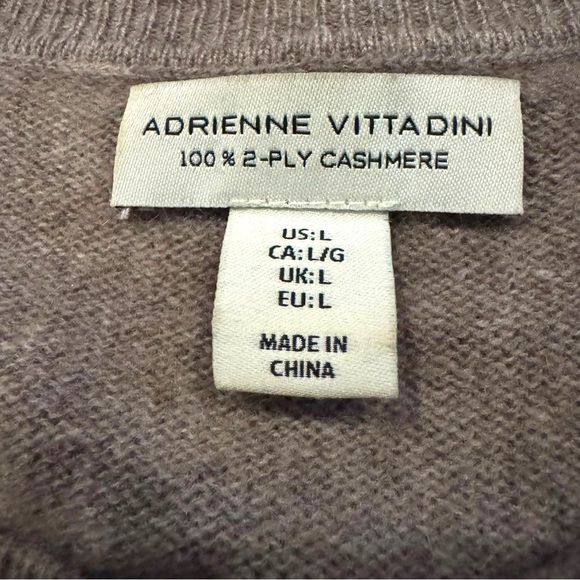 ADRIENNE VITTADINI
100% 2-PLY CASHMERE
US: L
CA: L/G
UK: L
EU: L
MADE IN
CHINA